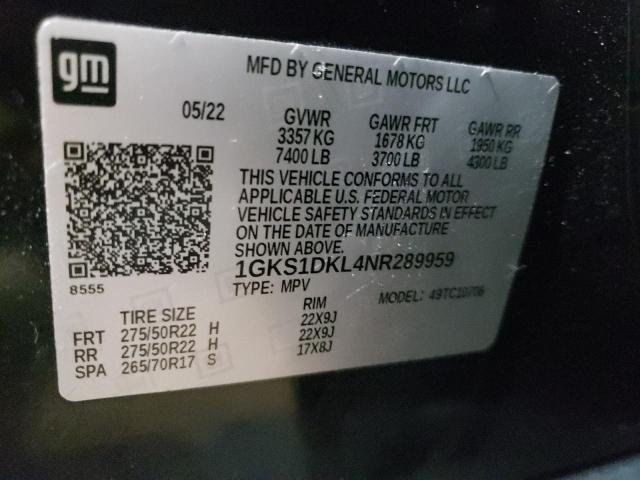 gm
MFD BY GENERAL MOTORS LLC
05/22 GVWR GAWR FRT GAWR RR
3357 KG 1678 KG 1950 KG
7400 LB 3700 LB 4300 LB
THIS VEHICLE CONFORMS TO ALL
APPLICABLE U.S. FEDERAL MOTOR
VEHICLE SAFETY STANDARDS IN EFFECT
ON THE DATE OF MANUFACTURE
SHOWN ABOVE.
1GKS1DKL4NR289959
8555 TYPE: MPV MODEL: 49TC10706
TIRE SIZE RIM
FRT 275/50R22 H 22X9J
RR 275/50R22 H 22X9J
SPA 265/70R17 S 17X8J